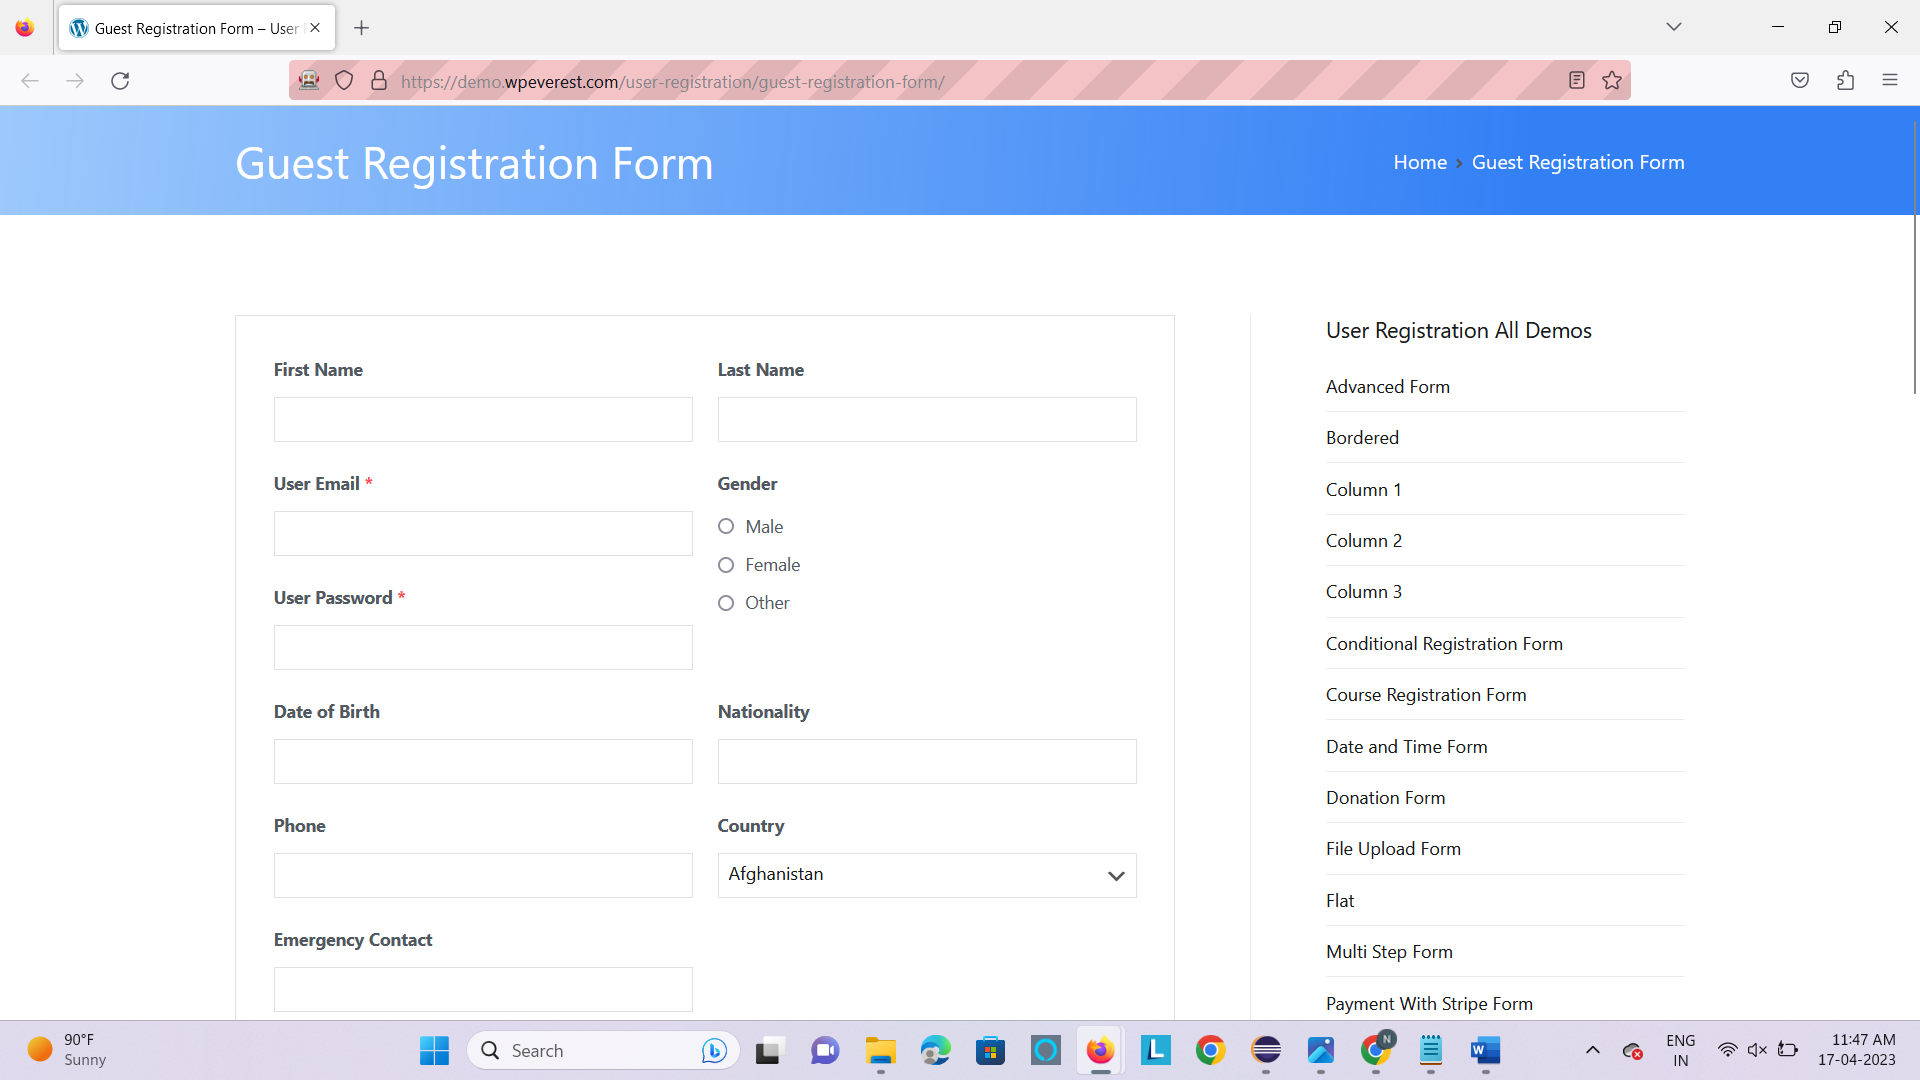 Guest Registration Form – User
https://demo.wpeverest.com/user-registration/guest-registration-form/
Guest Registration Form
Home › Guest Registration Form
First Name
Last Name
User Email *
Gender
Male
Female
Other
User Password *
Date of Birth
Nationality
Phone
Country
Afghanistan
Emergency Contact
User Registration All Demos
Advanced Form
Bordered
Column 1
Column 2
Column 3
Conditional Registration Form
Course Registration Form
Date and Time Form
Donation Form
File Upload Form
Flat
Multi Step Form
Payment With Stripe Form
90°F
Sunny
Search
L
N
W
ENG
IN
11:47 AM
17-04-2023